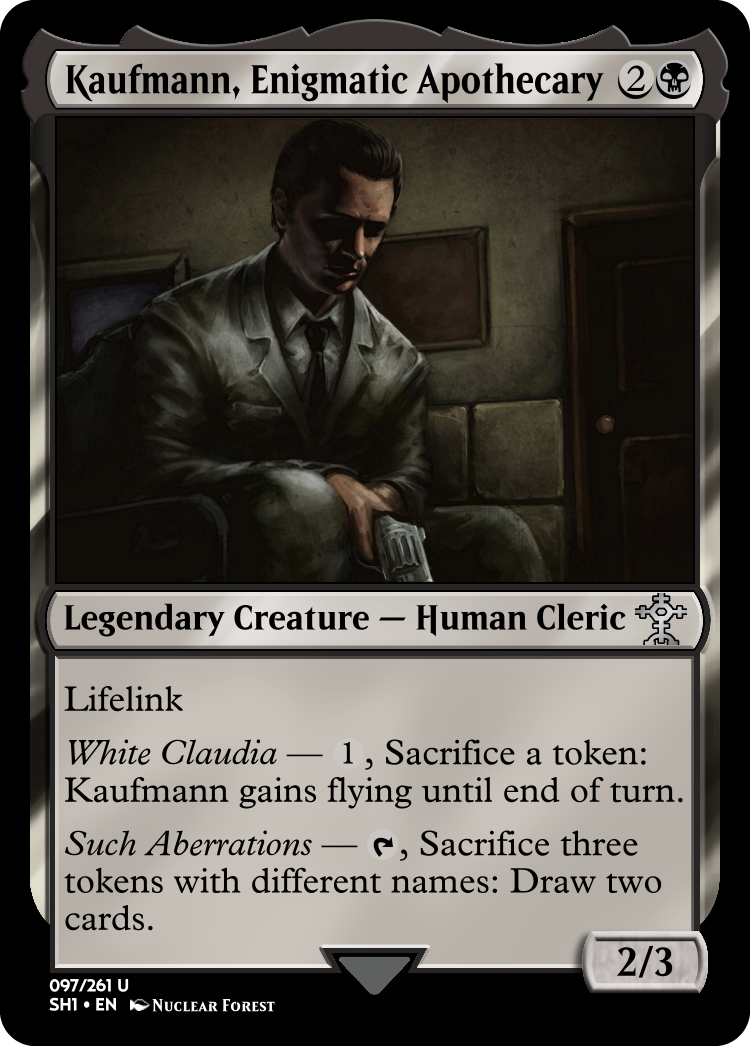 Kaufmann, Enigmatic Apothecary 2
Legendary Creature — Human Cleric
Lifelink
White Claudia — 1, Sacrifice a token:
Kaufmann gains flying until end of turn.
Such Aberrations — , Sacrifice three
tokens with different names: Draw two
cards.
2/3
097/261 U
SH1 • EN Nuclear Forest